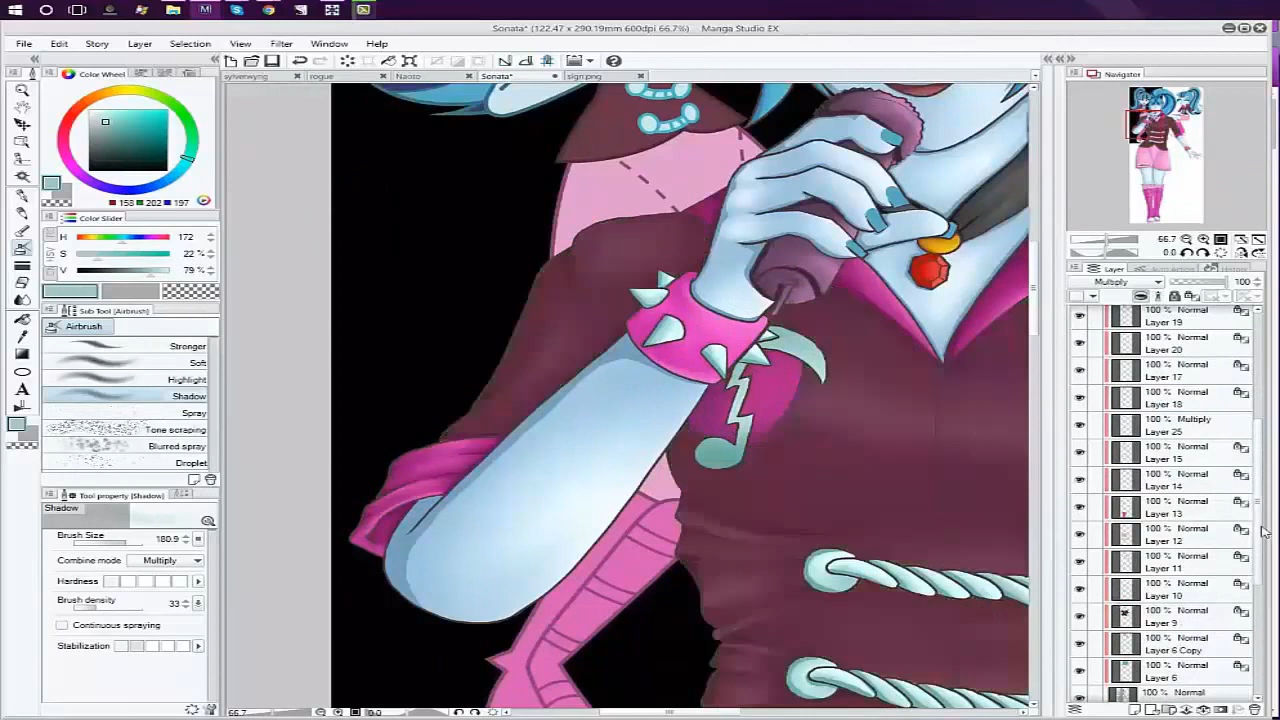 Sonata* (122.47 x 290.19mm 600dpi 66.7%) Manga Studio EX
File Edit Story Layer Selection View Filter Window Help
sylverwyng rogue Naoto Sonata* sign.png
Color Wheel
158 202 197
Color Slider
H 172
S 22 %
V 79 %
Sub Tool [Airbrush]
Airbrush
Stronger
Soft
Highlight
Shadow
Spray
Tone scraping
Blurred spray
Droplet
Tool property [Shadow]
Shadow
Brush Size 180.9
Combine mode Multiply
Hardness
Brush density 33
Continuous spraying
Stabilization
66.7 0.0
Navigator
66.7
0.0
Layer
Multiply 100
100 % Normal
Layer 19
100 % Normal
Layer 20
100 % Normal
Layer 17
100 % Normal
Layer 18
100 % Multiply
Layer 25
100 % Normal
Layer 15
100 % Normal
Layer 14
100 % Normal
Layer 13
100 % Normal
Layer 12
100 % Normal
Layer 11
100 % Normal
Layer 10
100 % Normal
Layer 9
100 % Normal
Layer 6 Copy
100 % Normal
Layer 6
100 % Normal